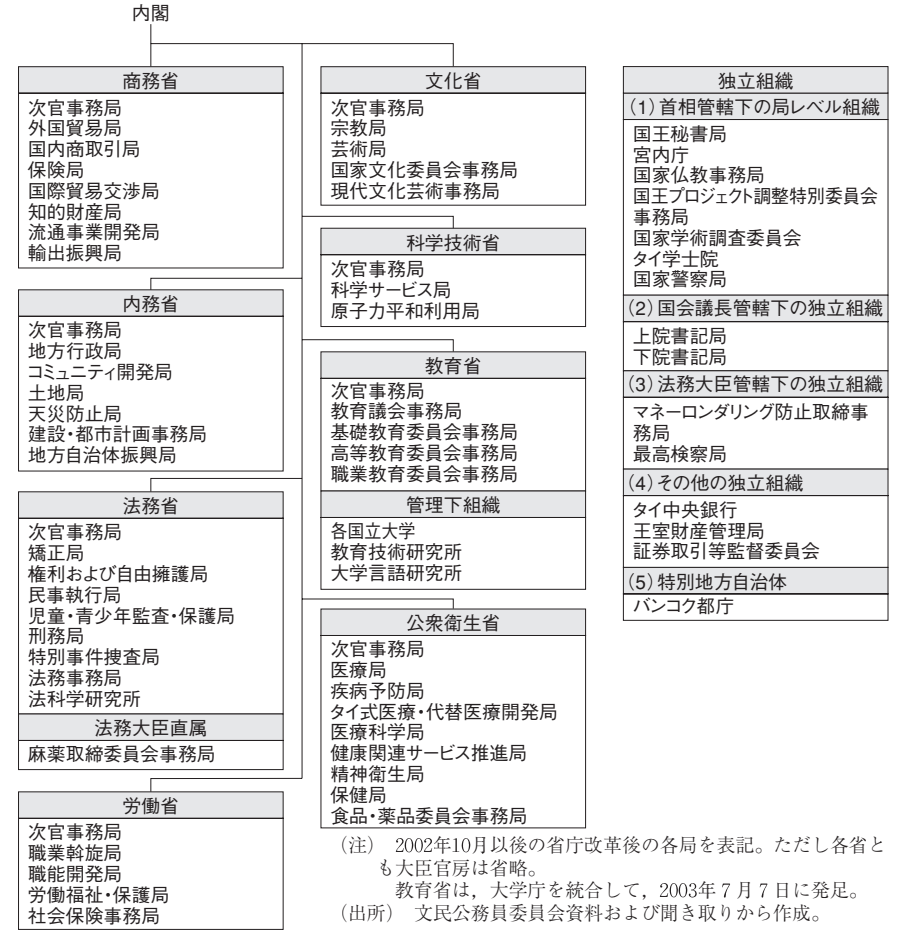 内閣
商務省
次官事務局
外国貿易局
国内商取引局
保険局
国際貿易交渉局
知的財産局
流通事業開発局
輸出振興局
内務省
次官事務局
地方行政局
コミュニティ開発局
土地局
天災防止局
建設・都市計画事務局
地方自治体振興局
法務省
次官事務局
矯正局
権利および自由擁護局
民事執行局
児童・青少年監査・保護局
刑務局
特別事件捜査局
法務事務局
法科学研究所
法務大臣直属
麻薬取締委員会事務局
労働省
次官事務局
職業斡旋局
職能開発局
労働福祉・保護局
社会保険事務局
文化省
次官事務局
宗教局
芸術局
国家文化委員会事務局
現代文化芸術事務局
科学技術省
次官事務局
科学サービス局
原子力平和利用局
教育省
次官事務局
教育議会事務局
基礎教育委員会事務局
高等教育委員会事務局
職業教育委員会事務局
管理下組織
各国立大学
教育技術研究所
大学言語研究所
公衆衛生省
次官事務局
医療局
疾病予防局
タイ式医療・代替医療開発局
医療科学局
健康関連サービス推進局
精神衛生局
保健局
食品・薬品委員会事務局
独立組織
(1)首相管轄下の局レベル組織
国王秘書局
宮内庁
国家仏教事務局
国王プロジェクト調整特別委員会
事務局
国家学術調査委員会
タイ学士院
国家警察局
(2)国会議長管轄下の独立組織
上院書記局
下院書記局
(3)法務大臣管轄下の独立組織
マネーロンダリング防止取締事
務局
最高検察局
(4)その他の独立組織
タイ中央銀行
王室財産管理局
証券取引等監督委員会
(5)特別地方自治体
バンコク都庁
(注) 2002年10月以後の省庁改革後の各局を表記。ただし各省と
も大臣官房は省略。
教育省は，大学庁を統合して，2003年７月７日に発足。
(出所) 文民公務員委員会資料および聞き取りから作成。